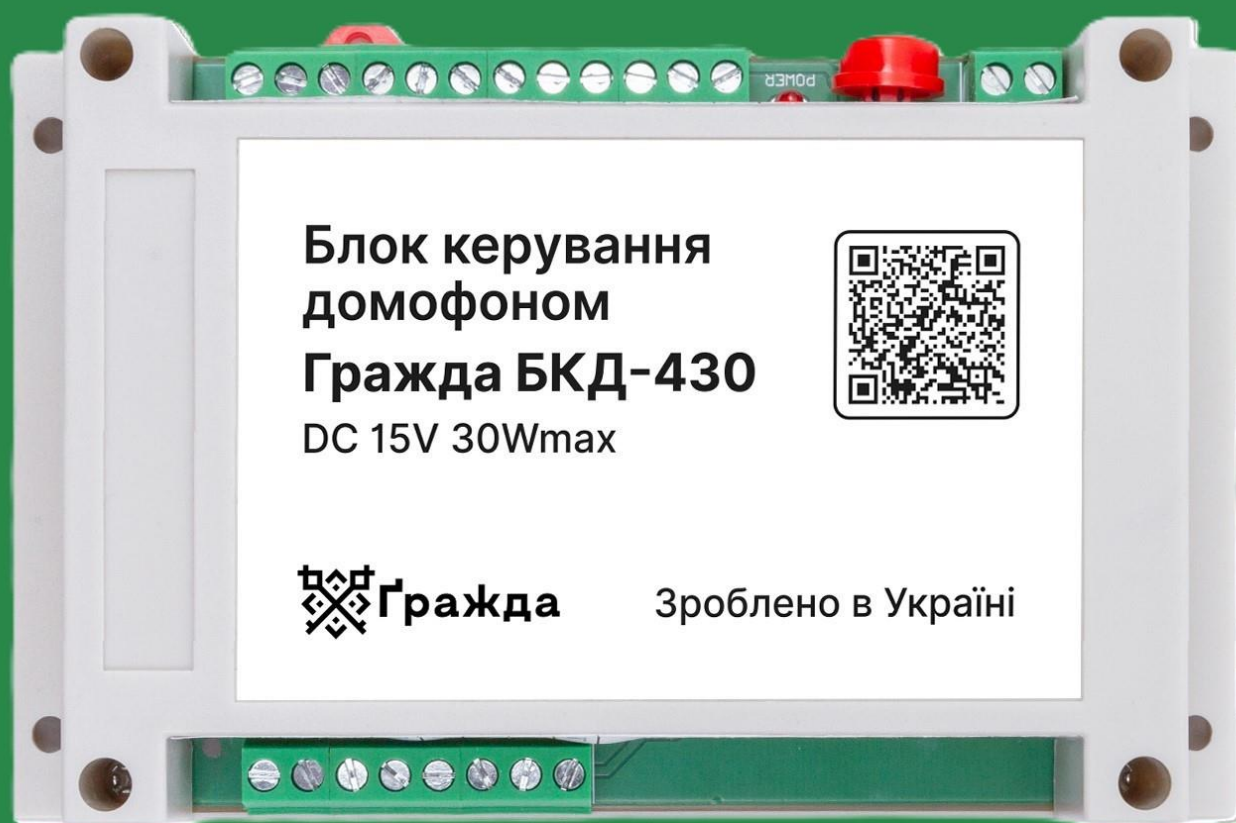 POWER
Блок керування
домофоном
Гражда БКД-430
DC 15V 30Wmax
Ґражда
Зроблено в Україні